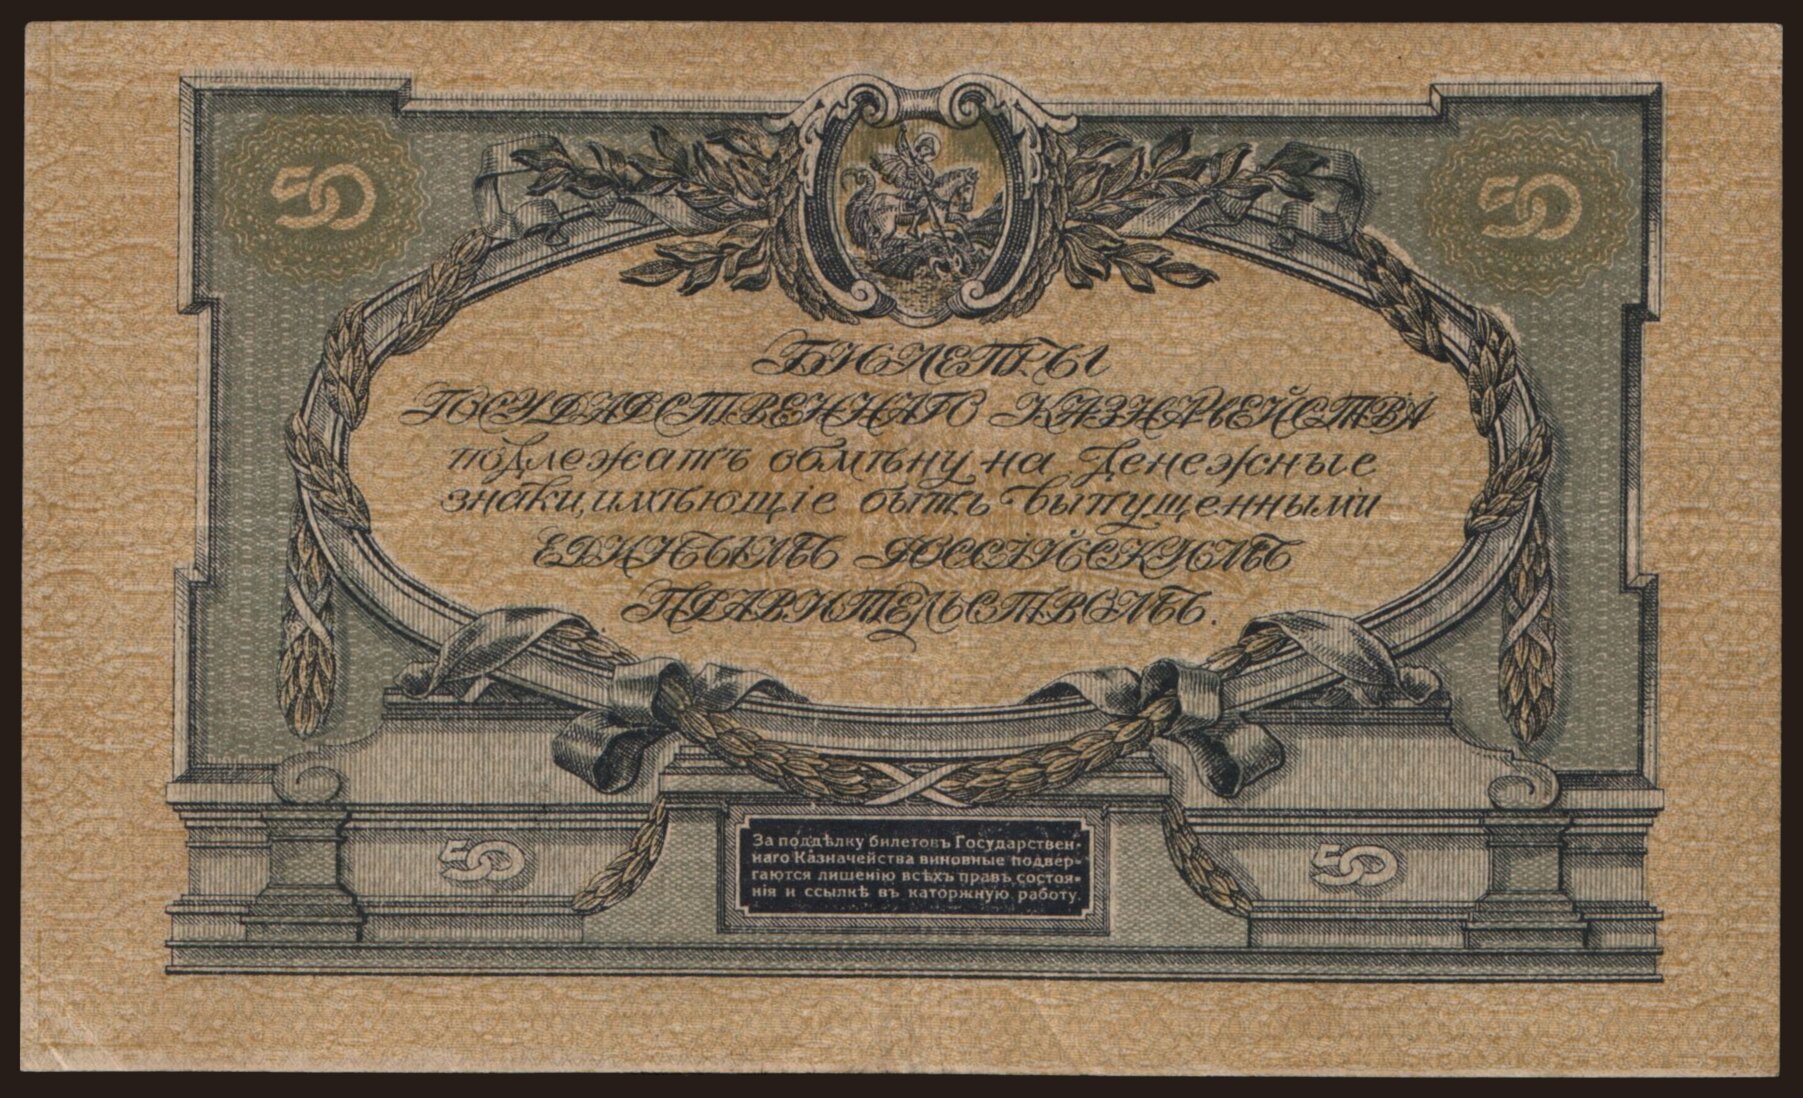 50 50
БИЛЕТЫ
ГОСУДАРСТВЕННАГО КАЗНАЧЕЙСТВА
подлежатъ обмѣну на денежные
знаки, имѣющіе быть выпущенными
ЕДИНЫМЪ РОССІЙСКИМЪ
ПРАВИТЕЛЬСТВОМЪ.
50 50
За поддѣлку билетовъ Государствен-
наго Казначейства виновные подвер-
гаются лишенію всѣхъ правъ состоя-
нія и ссылкѣ въ каторжную работу.